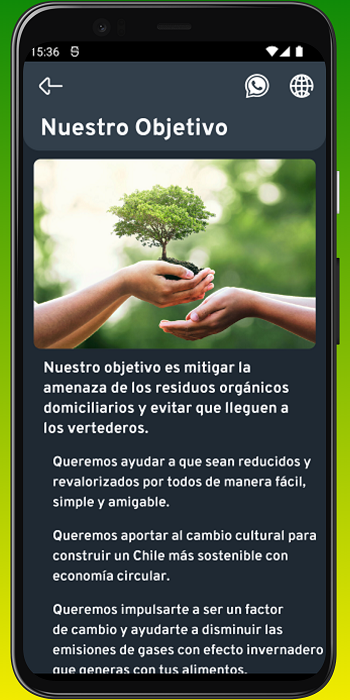 15:36
Nuestro Objetivo
Nuestro objetivo es mitigar la
amenaza de los residuos orgánicos
domiciliarios y evitar que lleguen a
los vertederos.
Queremos ayudar a que sean reducidos y
revalorizados por todos de manera fácil,
simple y amigable.
Queremos aportar al cambio cultural para
construir un Chile más sostenible con
economía circular.
Queremos impulsarte a ser un factor
de cambio y ayudarte a disminuir las
emisiones de gases con efecto invernadero
que generas con tus alimentos.